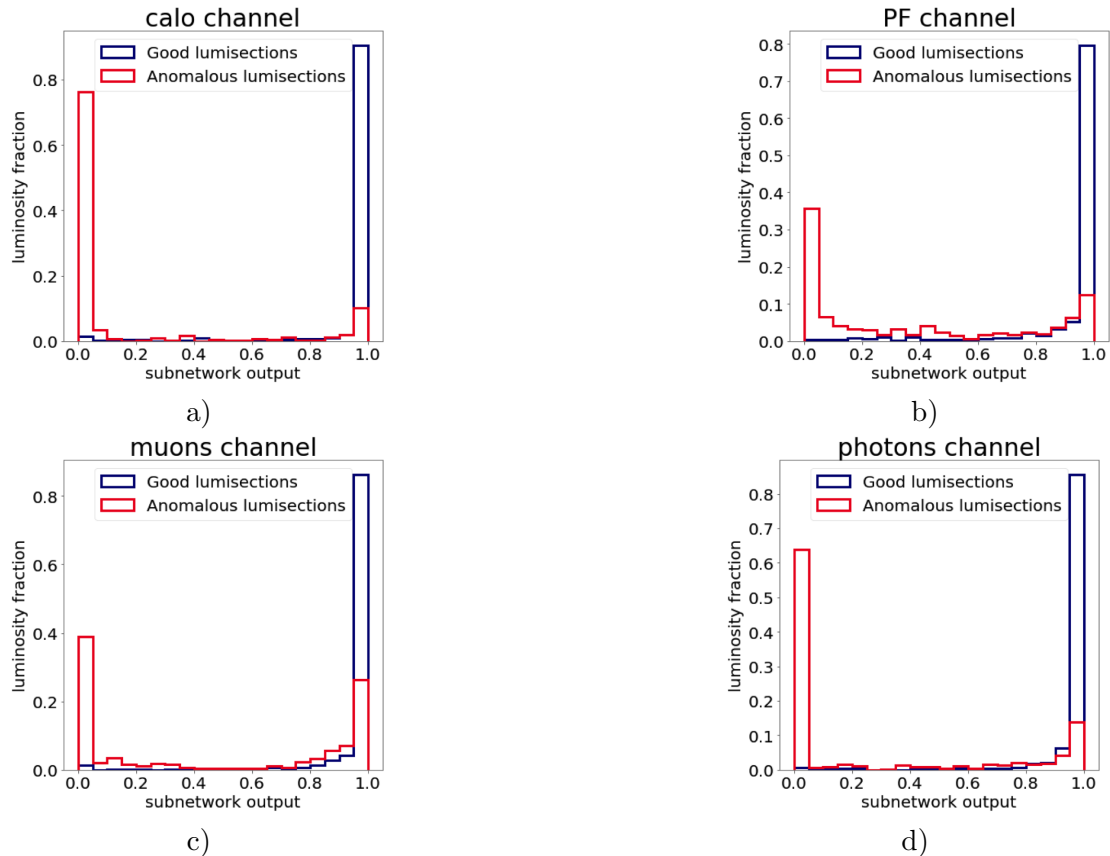 calo channel
Good lumisections
Anomalous lumisections
luminosity fraction
0.8
0.6
0.4
0.2
0.0
0.0 0.2 0.4 0.6 0.8 1.0
subnetwork output
a)
PF channel
Good lumisections
Anomalous lumisections
luminosity fraction
0.8
0.7
0.6
0.5
0.4
0.3
0.2
0.1
0.0
0.0 0.2 0.4 0.6 0.8 1.0
subnetwork output
b)
muons channel
Good lumisections
Anomalous lumisections
luminosity fraction
0.8
0.6
0.4
0.2
0.0
0.0 0.2 0.4 0.6 0.8 1.0
subnetwork output
c)
photons channel
Good lumisections
Anomalous lumisections
luminosity fraction
0.8
0.7
0.6
0.5
0.4
0.3
0.2
0.1
0.0
0.0 0.2 0.4 0.6 0.8 1.0
subnetwork output
d)